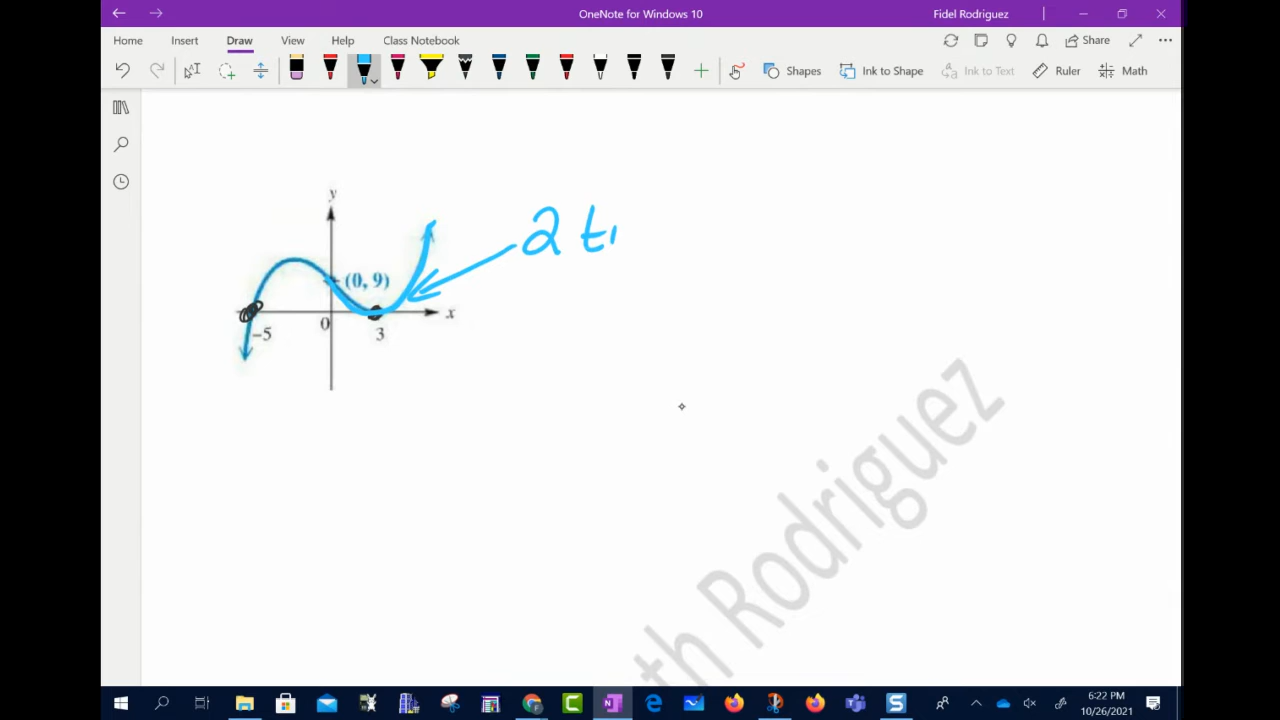 OneNote for Windows 10
Fidel Rodriguez
Home Insert Draw View Help Class Notebook
Share
Shapes Ink to Shape Ink to Text Ruler Math
y
2 t
(0, 9)
x
0
-5
3
th Rodriguez
6:22 PM
10/26/2021